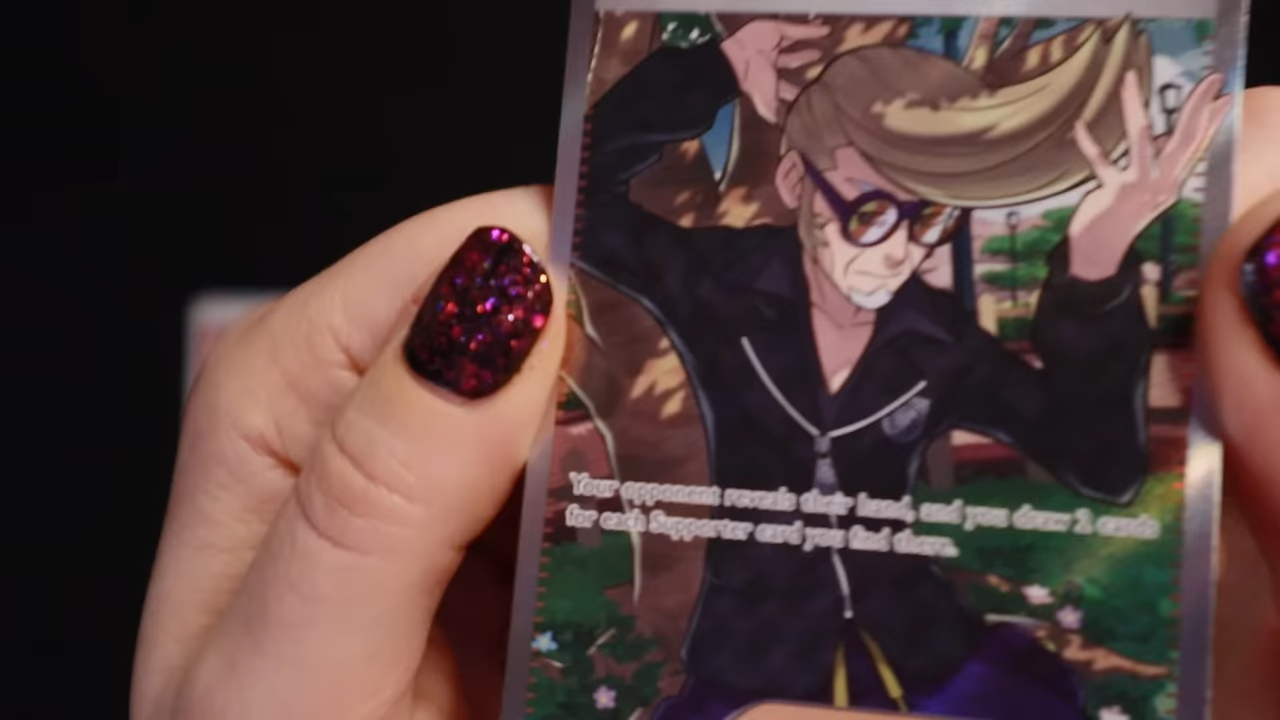 Your opponent reveals their hand, and you draw 2 cards
for each Supporter card you find there.